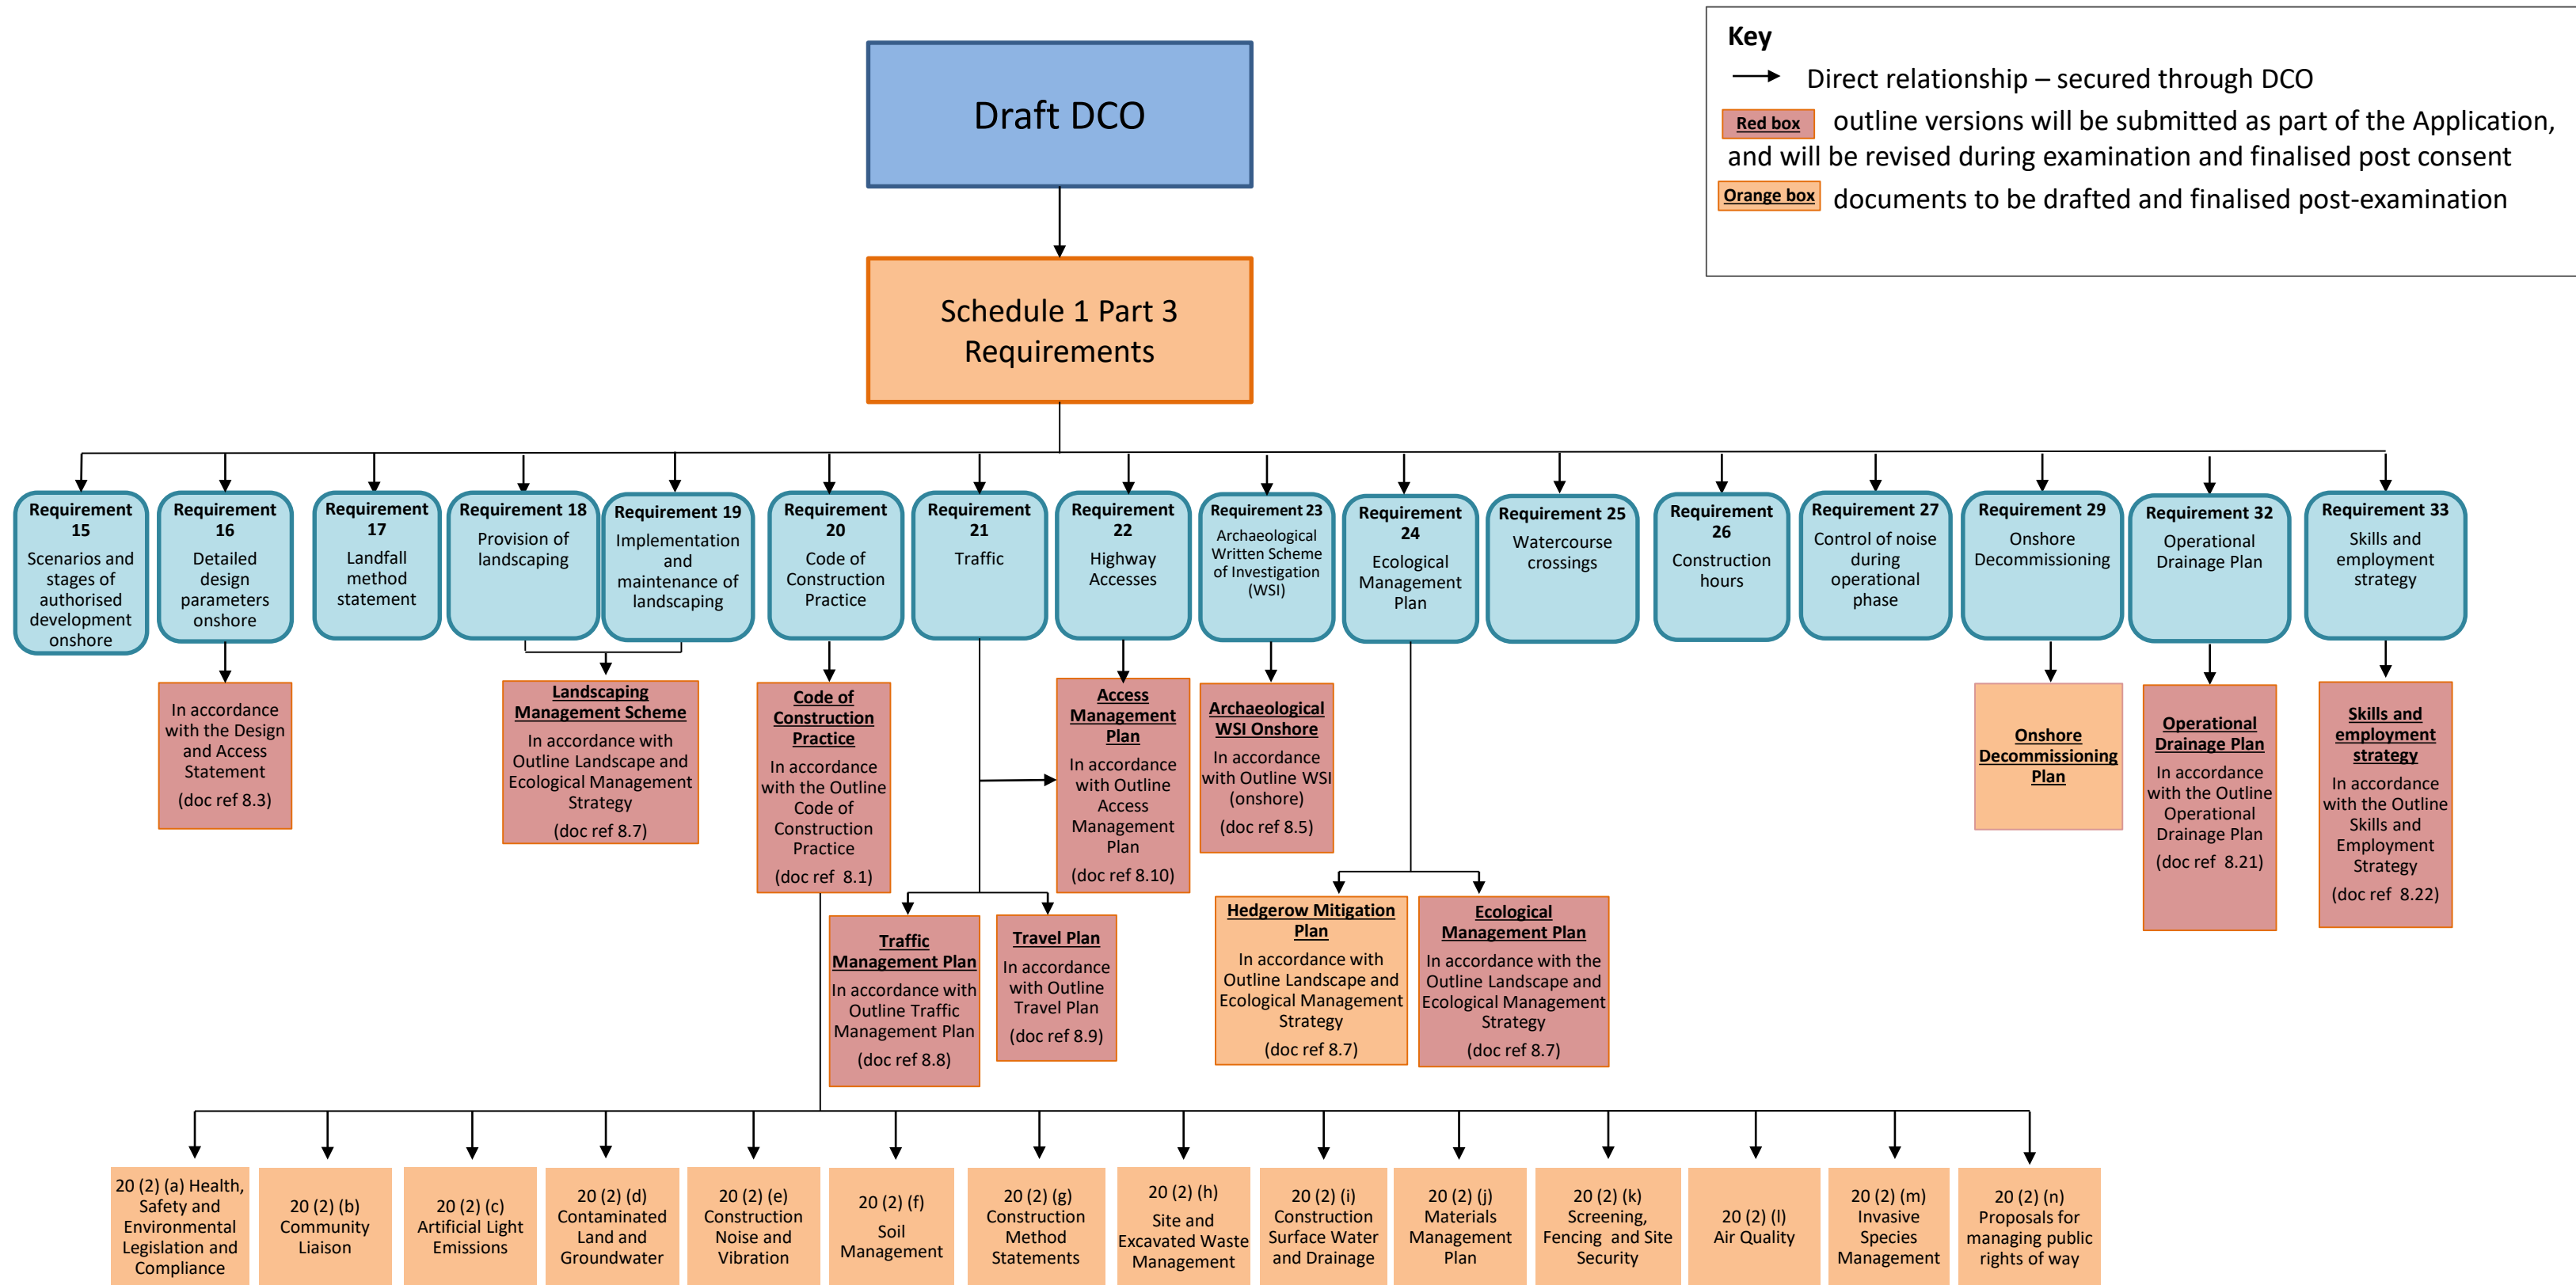 Draft DCO
Key
Direct relationship – secured through DCO
Red box outline versions will be submitted as part of the Application,
and will be revised during examination and finalised post consent
Orange box documents to be drafted and finalised post-examination
Schedule 1 Part 3
Requirements
Requirement
15
Scenarios and
stages of
authorised
development
onshore
Requirement
16
Detailed
design
parameters
onshore
Requirement
17
Landfall
method
statement
Requirement 18
Provision of
landscaping
Requirement 19
Implementation
and
maintenance of
landscaping
Requirement
20
Code of
Construction
Practice
Requirement
21
Traffic
Requirement
22
Highway
Accesses
Requirement 23
Archaeological
Written Scheme
of Investigation
(WSI)
Requirement
24
Ecological
Management
Plan
Requirement 25
Watercourse
crossings
Requirement
26
Construction
hours
Requirement 27
Control of noise
during
operational
phase
Requirement 29
Onshore
Decommissioning
Requirement 32
Operational
Drainage Plan
Requirement 33
Skills and
employment
strategy
In accordance
with the Design
and Access
Statement
(doc ref 8.3)
Landscaping
Management Scheme
In accordance with
Outline Landscape and
Ecological Management
Strategy
(doc ref 8.7)
Code of
Construction
Practice
In accordance
with the Outline
Code of
Construction
Practice
(doc ref 8.1)
Access
Management
Plan
In accordance
with Outline
Access
Management
Plan
(doc ref 8.10)
Archaeological
WSI Onshore
In accordance
with Outline WSI
(onshore)
(doc ref 8.5)
Onshore
Decommissioning
Plan
Operational
Drainage Plan
In accordance
with the Outline
Operational
Drainage Plan
(doc ref 8.21)
Skills and
employment
strategy
In accordance
with the Outline
Skills and
Employment
Strategy
(doc ref 8.22)
Traffic
Management Plan
In accordance with
Outline Traffic
Management Plan
(doc ref 8.8)
Travel Plan
In accordance
with Outline
Travel Plan
(doc ref 8.9)
Hedgerow Mitigation
Plan
In accordance with
Outline Landscape and
Ecological Management
Strategy
(doc ref 8.7)
Ecological
Management Plan
In accordance with the
Outline Landscape and
Ecological Management
Strategy
(doc ref 8.7)
20 (2) (a) Health,
Safety and
Environmental
Legislation and
Compliance
20 (2) (b)
Community
Liaison
20 (2) (c)
Artificial Light
Emissions
20 (2) (d)
Contaminated
Land and
Groundwater
20 (2) (e)
Construction
Noise and
Vibration
20 (2) (f)
Soil
Management
20 (2) (g)
Construction
Method
Statements
20 (2) (h)
Site and
Excavated Waste
Management
20 (2) (i)
Construction
Surface Water
and Drainage
20 (2) (j)
Materials
Management
Plan
20 (2) (k)
Screening,
Fencing and Site
Security
20 (2) (l)
Air Quality
20 (2) (m)
Invasive
Species
Management
20 (2) (n)
Proposals for
managing public
rights of way